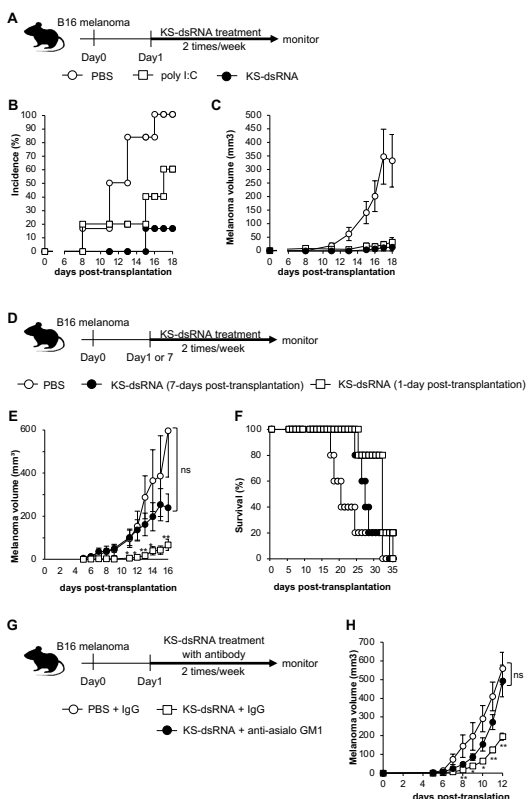 A
B16 melanoma
KS-dsRNA treatment
2 times/week
monitor
Day0
Day1
PBS
poly I:C
KS-dsRNA
B
Incidence (%)
100
90
80
70
60
50
40
30
20
10
0
0 6 8 10 12 14 16 18
days post-transplantation
C
Melanoma volume (mm3)
500
450
400
350
300
250
200
150
100
50
0
0 6 8 10 12 14 16 18
days post-transplantation
D
B16 melanoma
KS-dsRNA treatment
2 times/week
monitor
Day0
Day1 or 7
PBS
KS-dsRNA (7-days post-transplantation)
KS-dsRNA (1-day post-transplantation)
E
Melanoma volume (mm³)
600
400
200
0
ns
* * ** * **
0 2 4 6 8 10 12 14 16
days post-transplantation
F
Survival (%)
100
80
60
40
20
0
0 5 10 15 20 25 30 35
days post-transplantation
G
B16 melanoma
KS-dsRNA treatment
with antibody
2 times/week
monitor
Day0
Day1
PBS + IgG
KS-dsRNA + IgG
KS-dsRNA + anti-asialo GM1
H
Melanoma volume (mm3)
700
600
500
400
300
200
100
0
ns
** * * ** **
0 2 4 6 8 10 12
days post-transplantation